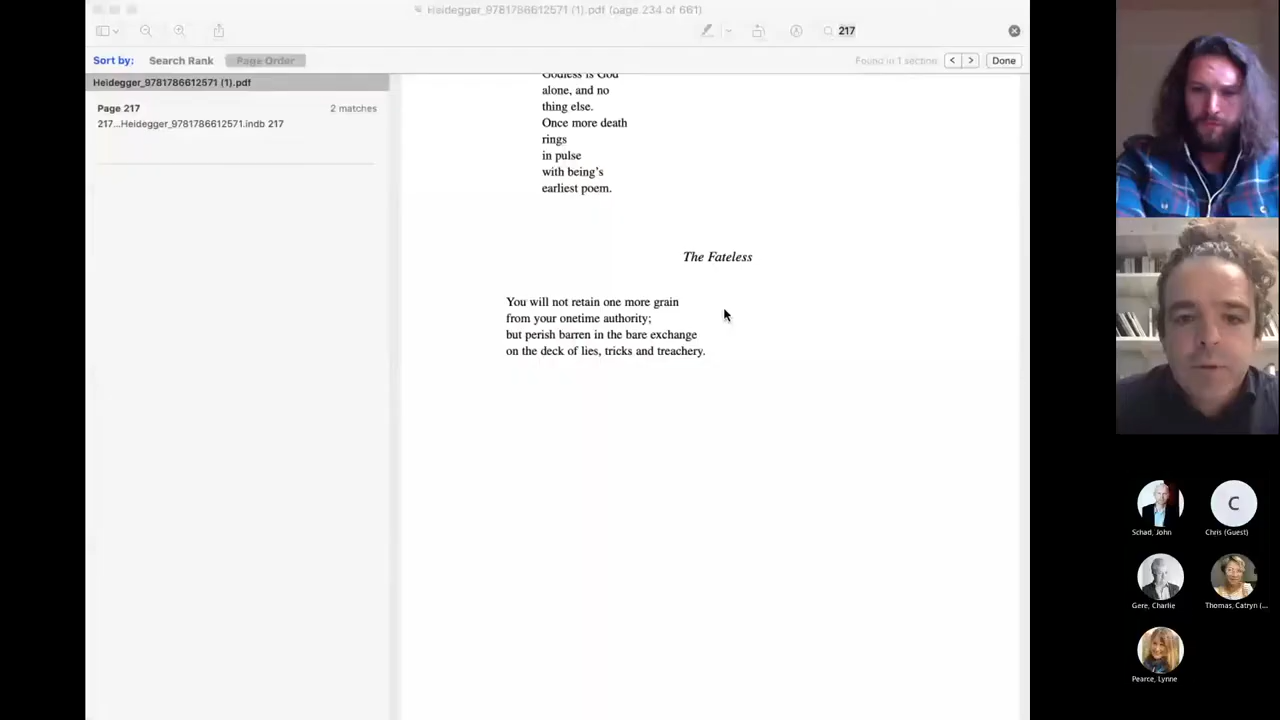 Heidegger_9781786612571 (1).pdf (page 234 of 661)
217
Sort by: Search Rank Page Order
Found in 1 section
Done
Heidegger_9781786612571 (1).pdf
Page 217
2 matches
217...Heidegger_9781786612571.indb 217
Godless is God
alone, and no
thing else.
Once more death
rings
in pulse
with being's
earliest poem.
The Fateless
You will not retain one more grain
from your onetime authority;
but perish barren in the bare exchange
on the deck of lies, tricks and treachery.
C
Schad, John
Chris (Guest)
Gere, Charlie
Thomas, Catryn (...
Pearce, Lynne